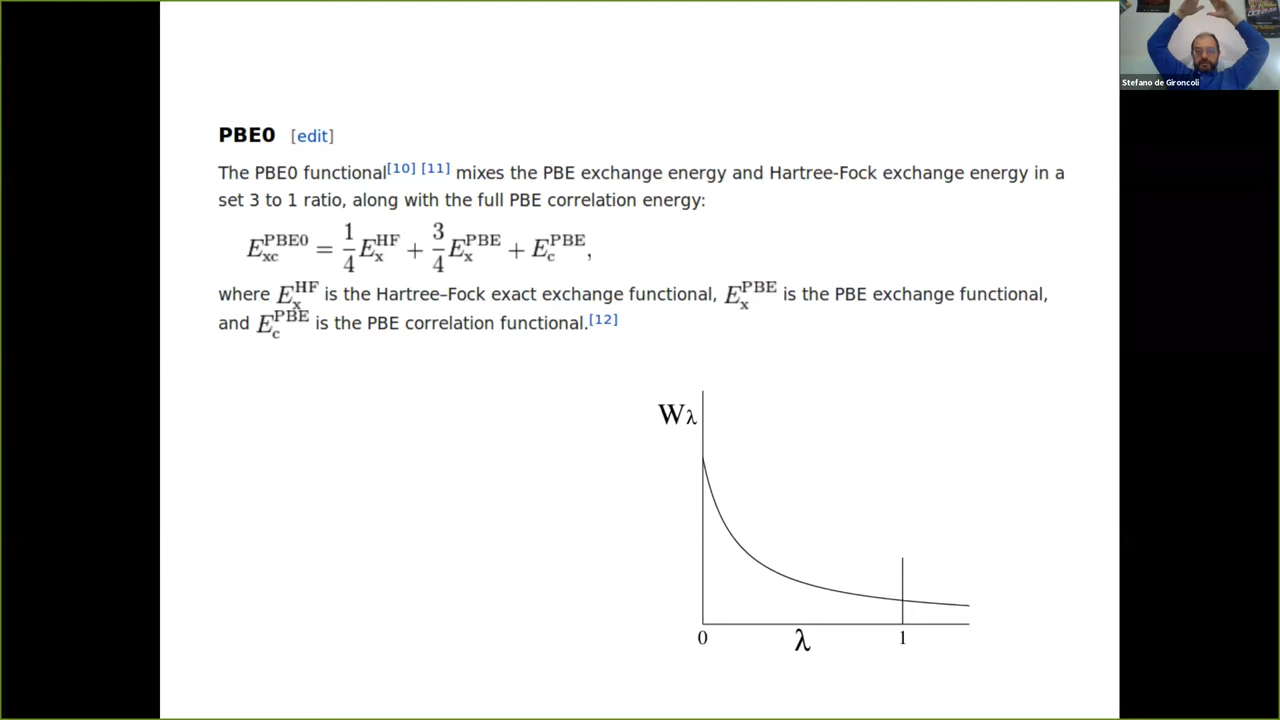 Stefano de Gironcoli
PBE0 [edit]
The PBE0 functional[10] [11] mixes the PBE exchange energy and Hartree-Fock exchange energy in a
set 3 to 1 ratio, along with the full PBE correlation energy:
E_xc^PBE0 = 1/4 E_x^HF + 3/4 E_x^PBE + E_c^PBE,
where E_x^HF is the Hartree–Fock exact exchange functional, E_x^PBE is the PBE exchange functional,
and E_c^PBE is the PBE correlation functional.[12]
Wλ
0 λ 1